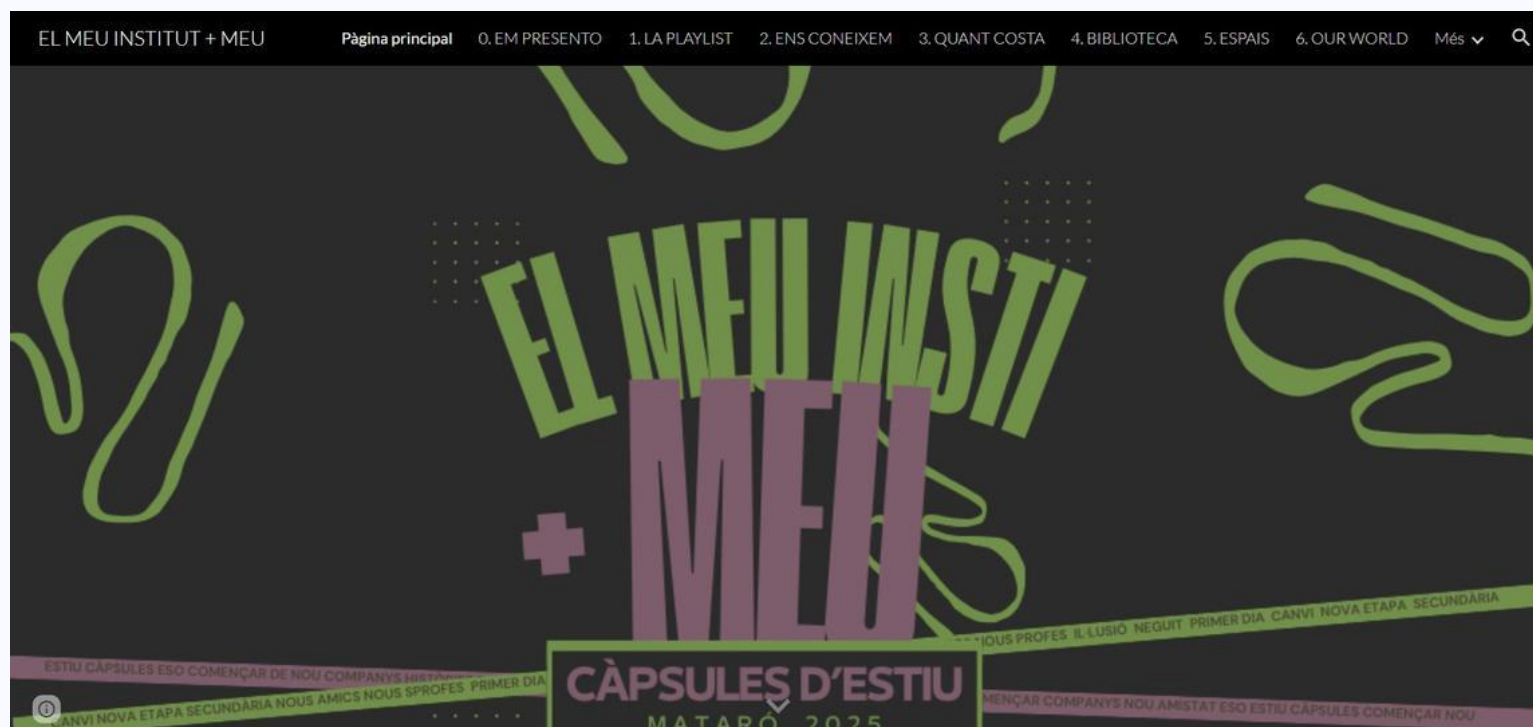 EL MEU INSTITUT + MEU
Pàgina principal 0. EM PRESENTO 1. LA PLAYLIST 2. ENS CONEIXEM 3. QUANT COSTA 4. BIBLIOTECA 5. ESPAIS 6. OUR WORLD Més
EL MEU INSTI
+ MEU
CÀPSULES D'ESTIU
MATARÓ 2025
ESTIU CÀPSULES ESO COMENÇAR DE NOU COMPANYS
CANVI NOVA ETAPA SECUNDÀRIA NOUS AMICS NOUS SPROFES PRIMER DIA
NOUS PROFES IL·LUSIÓ NEGUIT PRIMER DIA CANVI NOVA ETAPA SECUNDÀRIA
MENÇAR COMPANYS NOU AMISTAT ESO ESTIU CÀPSULES COMENÇAR NOU